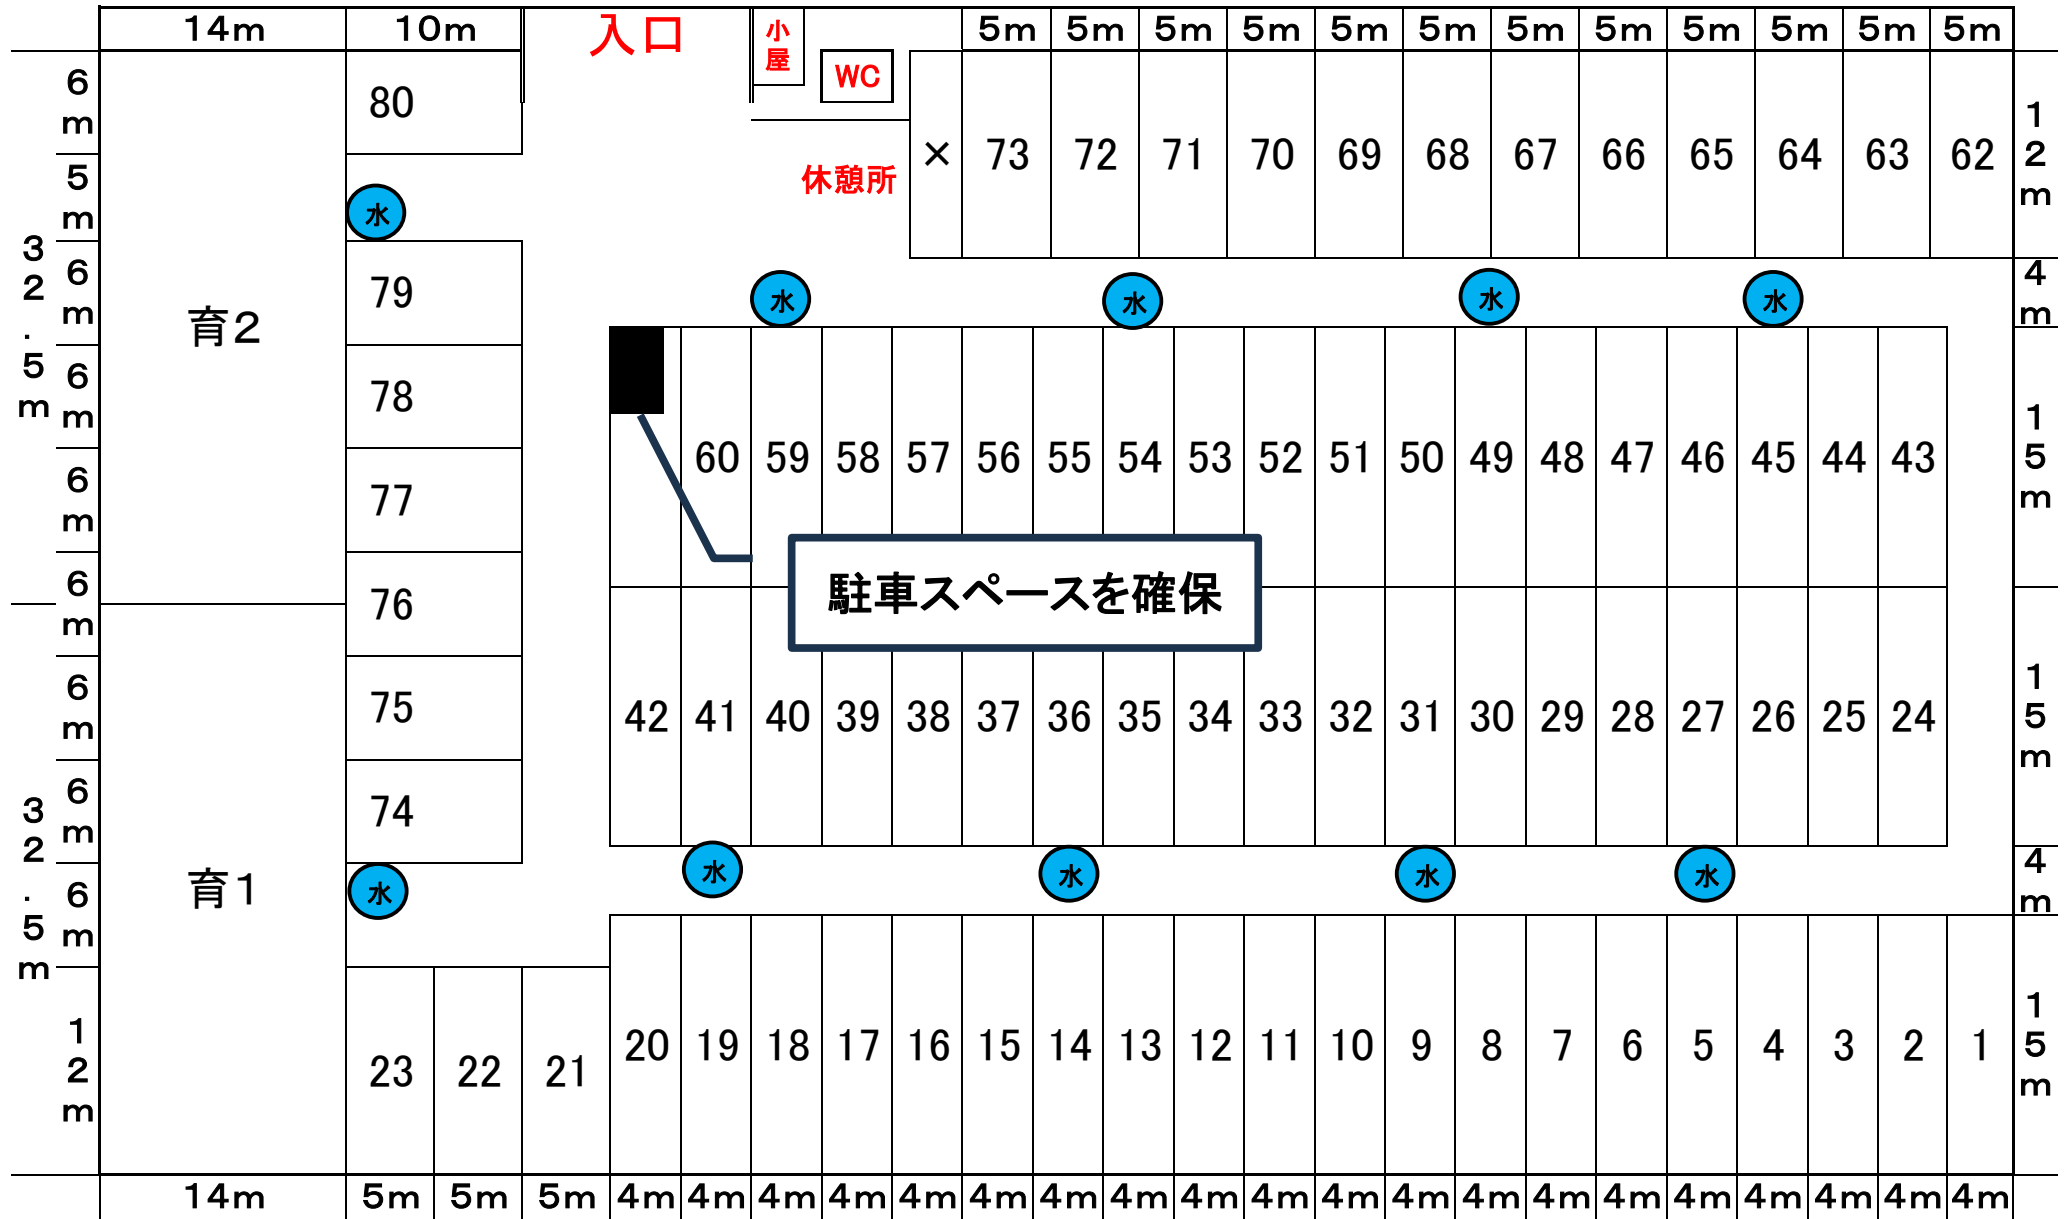 14m 10m 入口 小屋 5m 5m 5m 5m 5m 5m 5m 5m 5m 5m 5m 5m
WC
6m 80 × 73 72 71 70 69 68 67 66 65 64 63 62 12m
5m 休憩所
水
32.5m
6m 79 水 水 水 水 4m
育2
6m 78
6m 77 60 59 58 57 56 55 54 53 52 51 50 49 48 47 46 45 44 43 15m
6m 76 駐車スペースを確保
6m 75 42 41 40 39 38 37 36 35 34 33 32 31 30 29 28 27 26 25 24 15m
6m 74
32.5m
育1
6m 水 水 水 水 水 4m
12m 23 22 21 20 19 18 17 16 15 14 13 12 11 10 9 8 7 6 5 4 3 2 1 15m
14m 5m 5m 5m 4m 4m 4m 4m 4m 4m 4m 4m 4m 4m 4m 4m 4m 4m 4m 4m 4m 4m 4m 4m